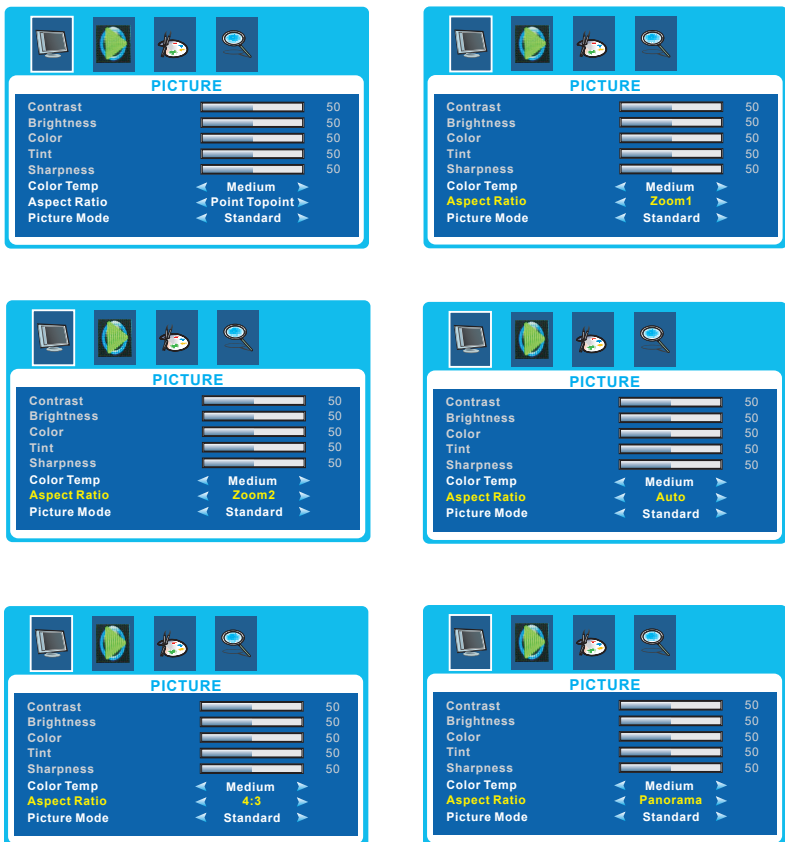 PICTURE
Contrast 50
Brightness 50
Color 50
Tint 50
Sharpness 50
Color Temp Medium
Aspect Ratio Point Topoint
Picture Mode Standard
PICTURE
Contrast 50
Brightness 50
Color 50
Tint 50
Sharpness 50
Color Temp Medium
Aspect Ratio Zoom1
Picture Mode Standard
PICTURE
Contrast 50
Brightness 50
Color 50
Tint 50
Sharpness 50
Color Temp Medium
Aspect Ratio Zoom2
Picture Mode Standard
PICTURE
Contrast 50
Brightness 50
Color 50
Tint 50
Sharpness 50
Color Temp Medium
Aspect Ratio Auto
Picture Mode Standard
PICTURE
Contrast 50
Brightness 50
Color 50
Tint 50
Sharpness 50
Color Temp Medium
Aspect Ratio 4:3
Picture Mode Standard
PICTURE
Contrast 50
Brightness 50
Color 50
Tint 50
Sharpness 50
Color Temp Medium
Aspect Ratio Panorama
Picture Mode Standard